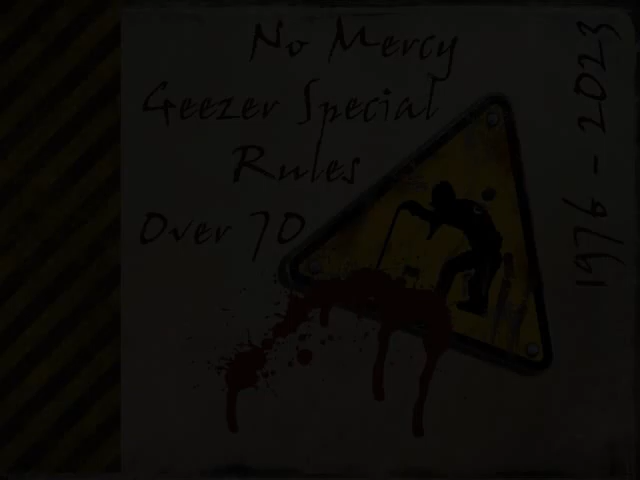 No Mercy
Geezer Special
Rules
Over 70
1976 - 2023